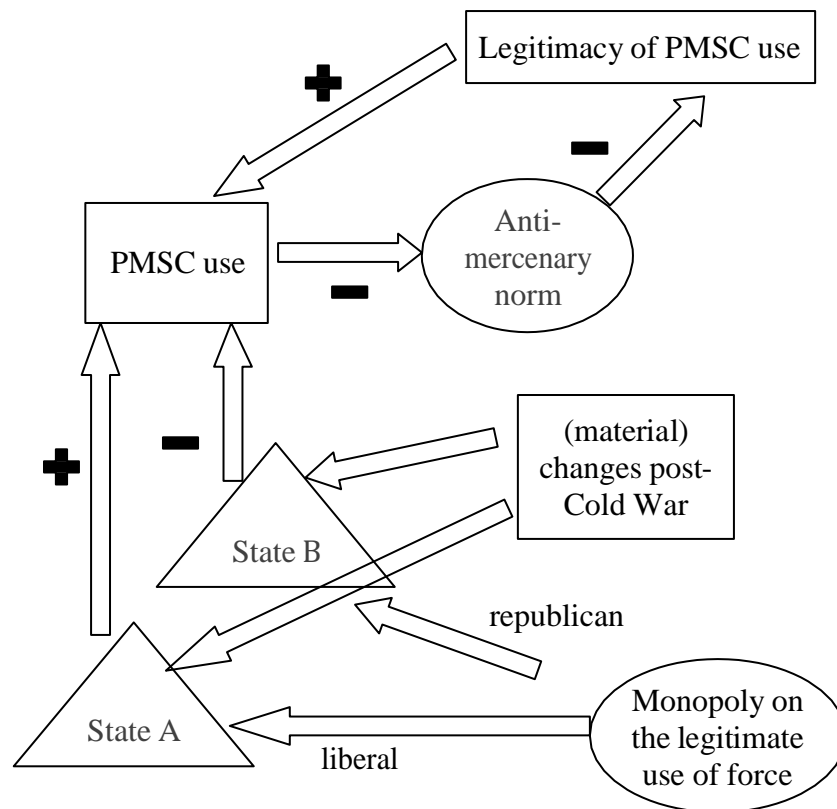 Legitimacy of PMSC use
+
-
PMSC use
-
Anti-
mercenary
norm
+
-
(material)
changes post-
Cold War
State B
republican
State A
liberal
Monopoly on
the legitimate
use of force